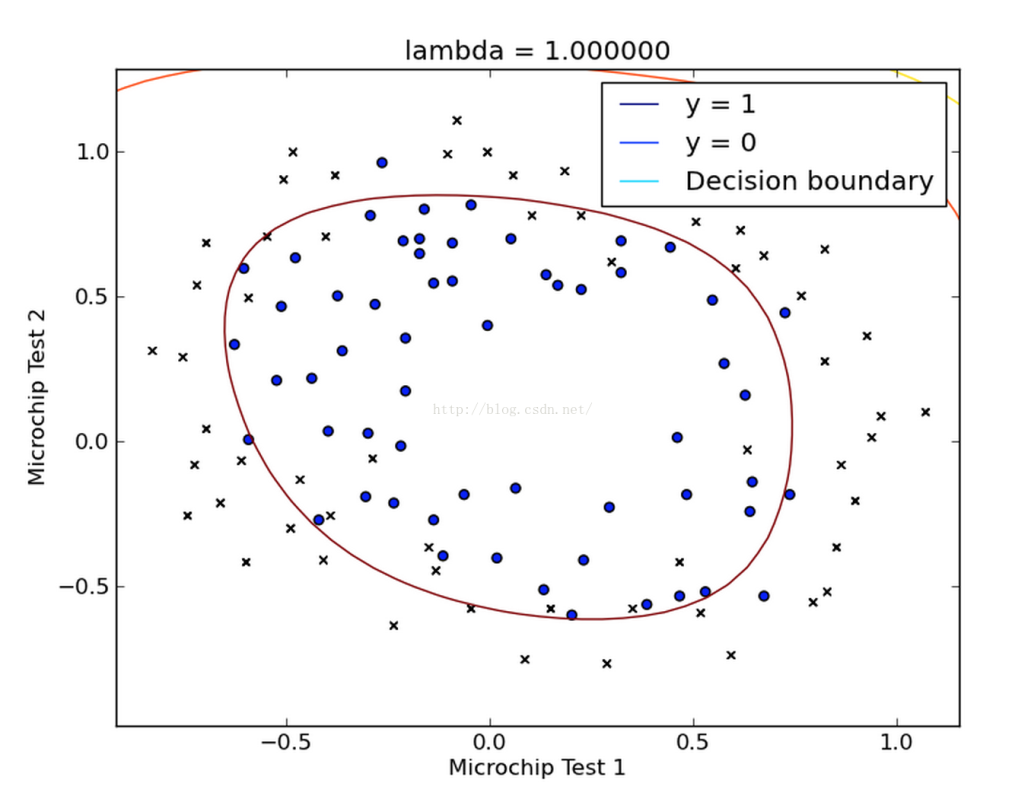 lambda = 1.000000
y = 1
y = 0
Decision boundary
1.0
0.5
0.0
−0.5
Microchip Test 2
http://blog.csdn.net/
−0.5
0.0
0.5
1.0
Microchip Test 1